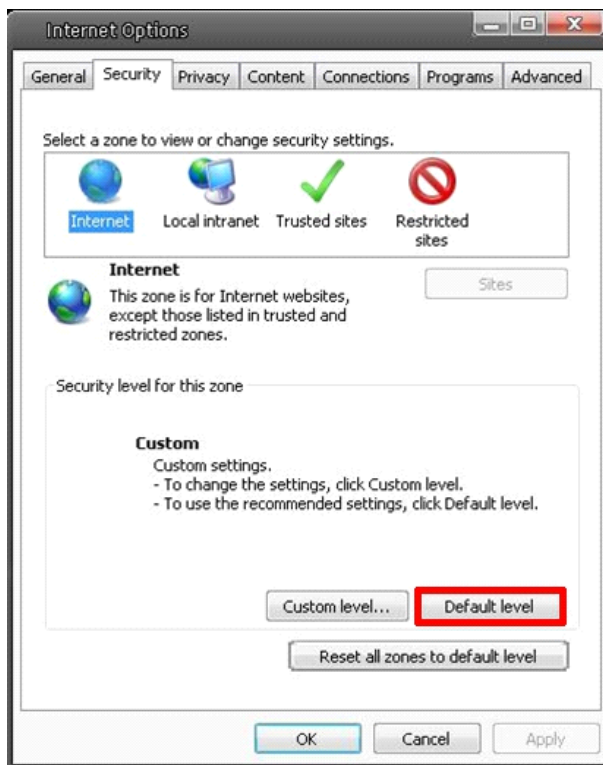 Internet Options
General Security Privacy Content Connections Programs Advanced
Select a zone to view or change security settings.
Internet Local intranet Trusted sites Restricted sites
Internet
Sites
This zone is for Internet websites,
except those listed in trusted and
restricted zones.
Security level for this zone
Custom
Custom settings.
- To change the settings, click Custom level.
- To use the recommended settings, click Default level.
Custom level... Default level
Reset all zones to default level
OK Cancel Apply